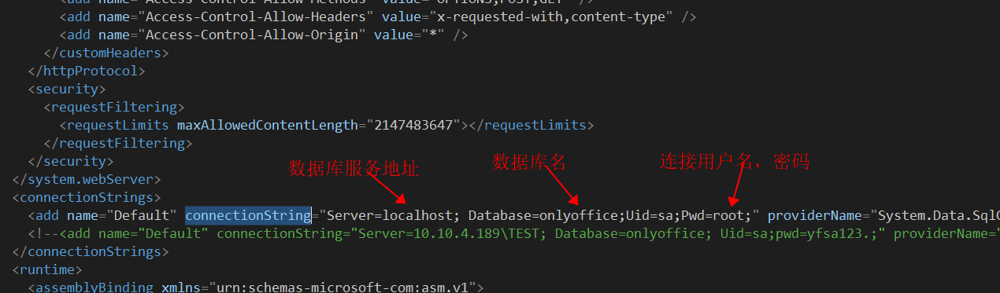 <add name="Access-Control-Allow-Methods" value="OPTIONS,POST,GET" />
<add name="Access-Control-Allow-Headers" value="x-requested-with,content-type" />
<add name="Access-Control-Allow-Origin" value="*" />
</customHeaders>
</httpProtocol>
<security>
<requestFiltering>
<requestLimits maxAllowedContentLength="2147483647"></requestLimits>
</requestFiltering>
</security>
数据库服务地址
数据库名
连接用户名，密码
</system.webServer>
<connectionStrings>
<add name="Default" connectionString="Server=localhost; Database=onlyoffice;Uid=sa;Pwd=root;" providerName="System.Data.Sql
<!--<add name="Default" connectionString="Server=10.10.4.189\TEST; Database=onlyoffice; Uid=sa;pwd=yfsa123.;" providerName="
</connectionStrings>
<runtime>
<assemblyBinding xmlns="urn:schemas-microsoft-com:asm.v1">